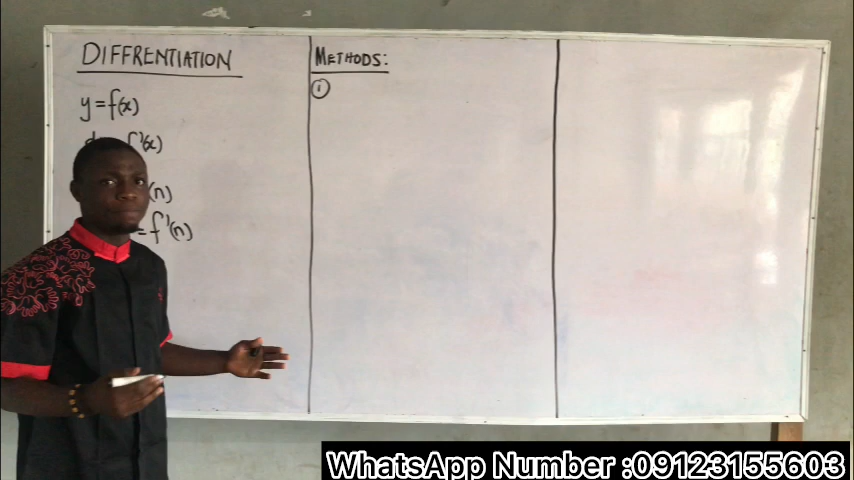 DIFFRENTIATION
y=f(x)
f'(x)
(n)
= f'(n)
METHODS:
1
WhatsApp Number :09123155603